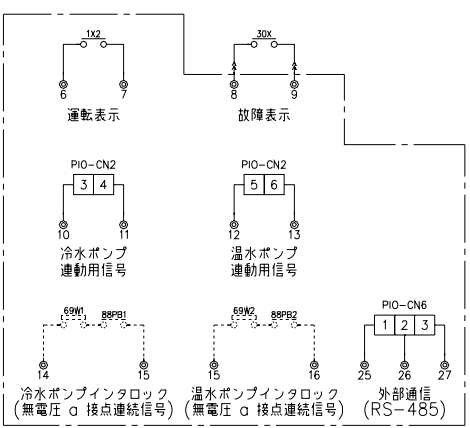 1X2
30X
6 7 8 9
運転表示 故障表示
PIO-CN2 PIO-CN2
3 4 5 6
10 11 12 13
冷水ポンプ 温水ポンプ
連動用信号 連動用信号
69W1 88PB1 69W2 88PB2 PIO-CN6
1 2 3
14 15 15 16 25 26 27
冷水ポンプインタロック 温水ポンプインタロック 外部通信
(無電圧 a 接点連続信号) (無電圧 a 接点連続信号) (RS-485)